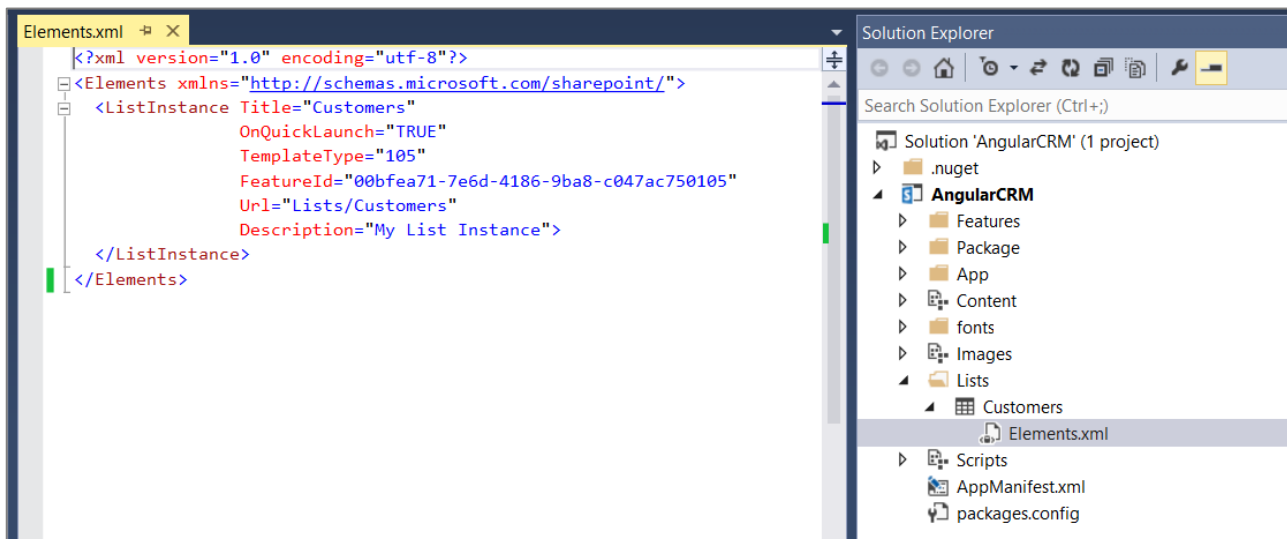 Elements.xml
<?xml version="1.0" encoding="utf-8"?>
<Elements xmlns="http://schemas.microsoft.com/sharepoint/">
<ListInstance Title="Customers"
OnQuickLaunch="TRUE"
TemplateType="105"
FeatureId="00bfea71-7e6d-4186-9ba8-c047ac750105"
Url="Lists/Customers"
Description="My List Instance">
</ListInstance>
</Elements>
Solution Explorer
Search Solution Explorer (Ctrl+;)
Solution 'AngularCRM' (1 project)
.nuget
AngularCRM
Features
Package
App
Content
fonts
Images
Lists
Customers
Elements.xml
Scripts
AppManifest.xml
packages.config